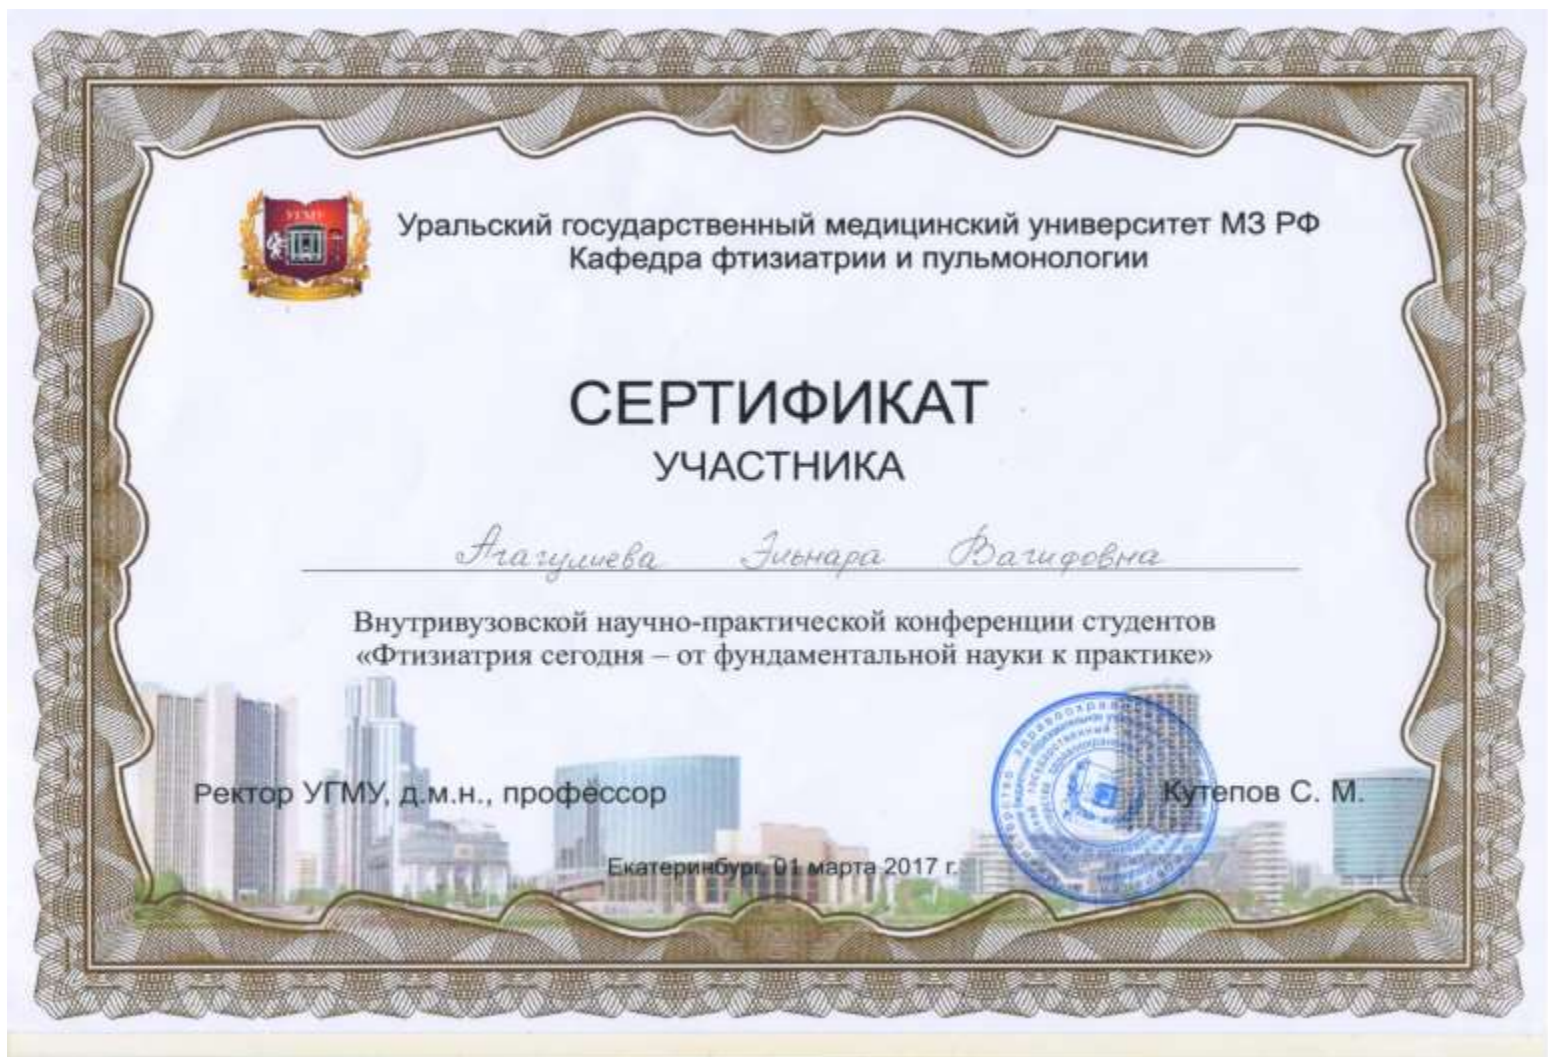 УГМУ
Уральский государственный медицинский университет МЗ РФ
Кафедра фтизиатрии и пульмонологии
СЕРТИФИКАТ
УЧАСТНИКА
Агагулиева Эльнара Вагифовна
Внутривузовской научно-практической конференции студентов
«Фтизиатрия сегодня – от фундаментальной науки к практике»
Ректор УГМУ, д.м.н., профессор
Кутепов С. М.
Екатеринбург, 01 марта 2017 г.